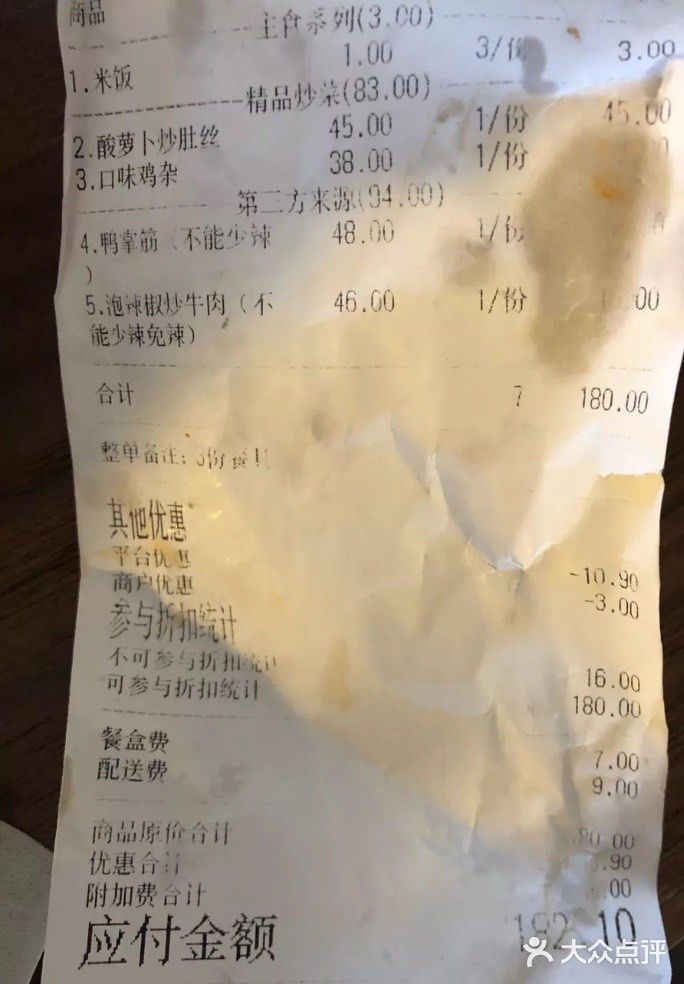 商品
主食系列(3.00)
1.米饭 1.00 3/份 3.00
精品炒菜(83.00)
2.酸萝卜炒肚丝 45.00 1/份 45.00
3.口味鸡杂 38.00 1/份
第三方来源(94.00)
4.鸭掌筋（不能少辣 48.00 1/份
）
5.泡辣椒炒牛肉（不 46.00 1/份
能少辣免辣）
合计 7 180.00
整单备注: 份餐具
其他优惠
平台优惠 -10.90
商户优惠 -3.00
参与折扣统计
不可参与折扣统计 16.00
可参与折扣统计 180.00
餐盒费 7.00
配送费 9.00
商品原价合计
优惠合计
附加费合计
应付金额 182.10
大众点评